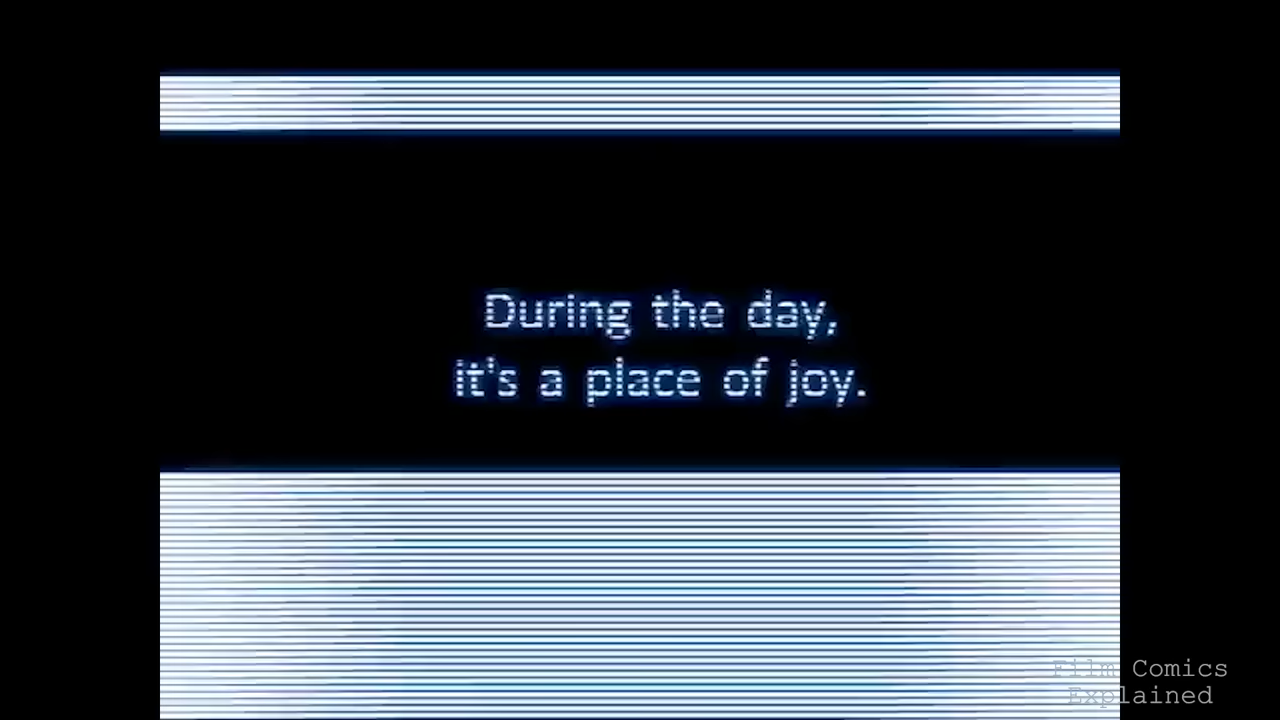 During the day,
it's a place of joy.
Film Comics
Explained